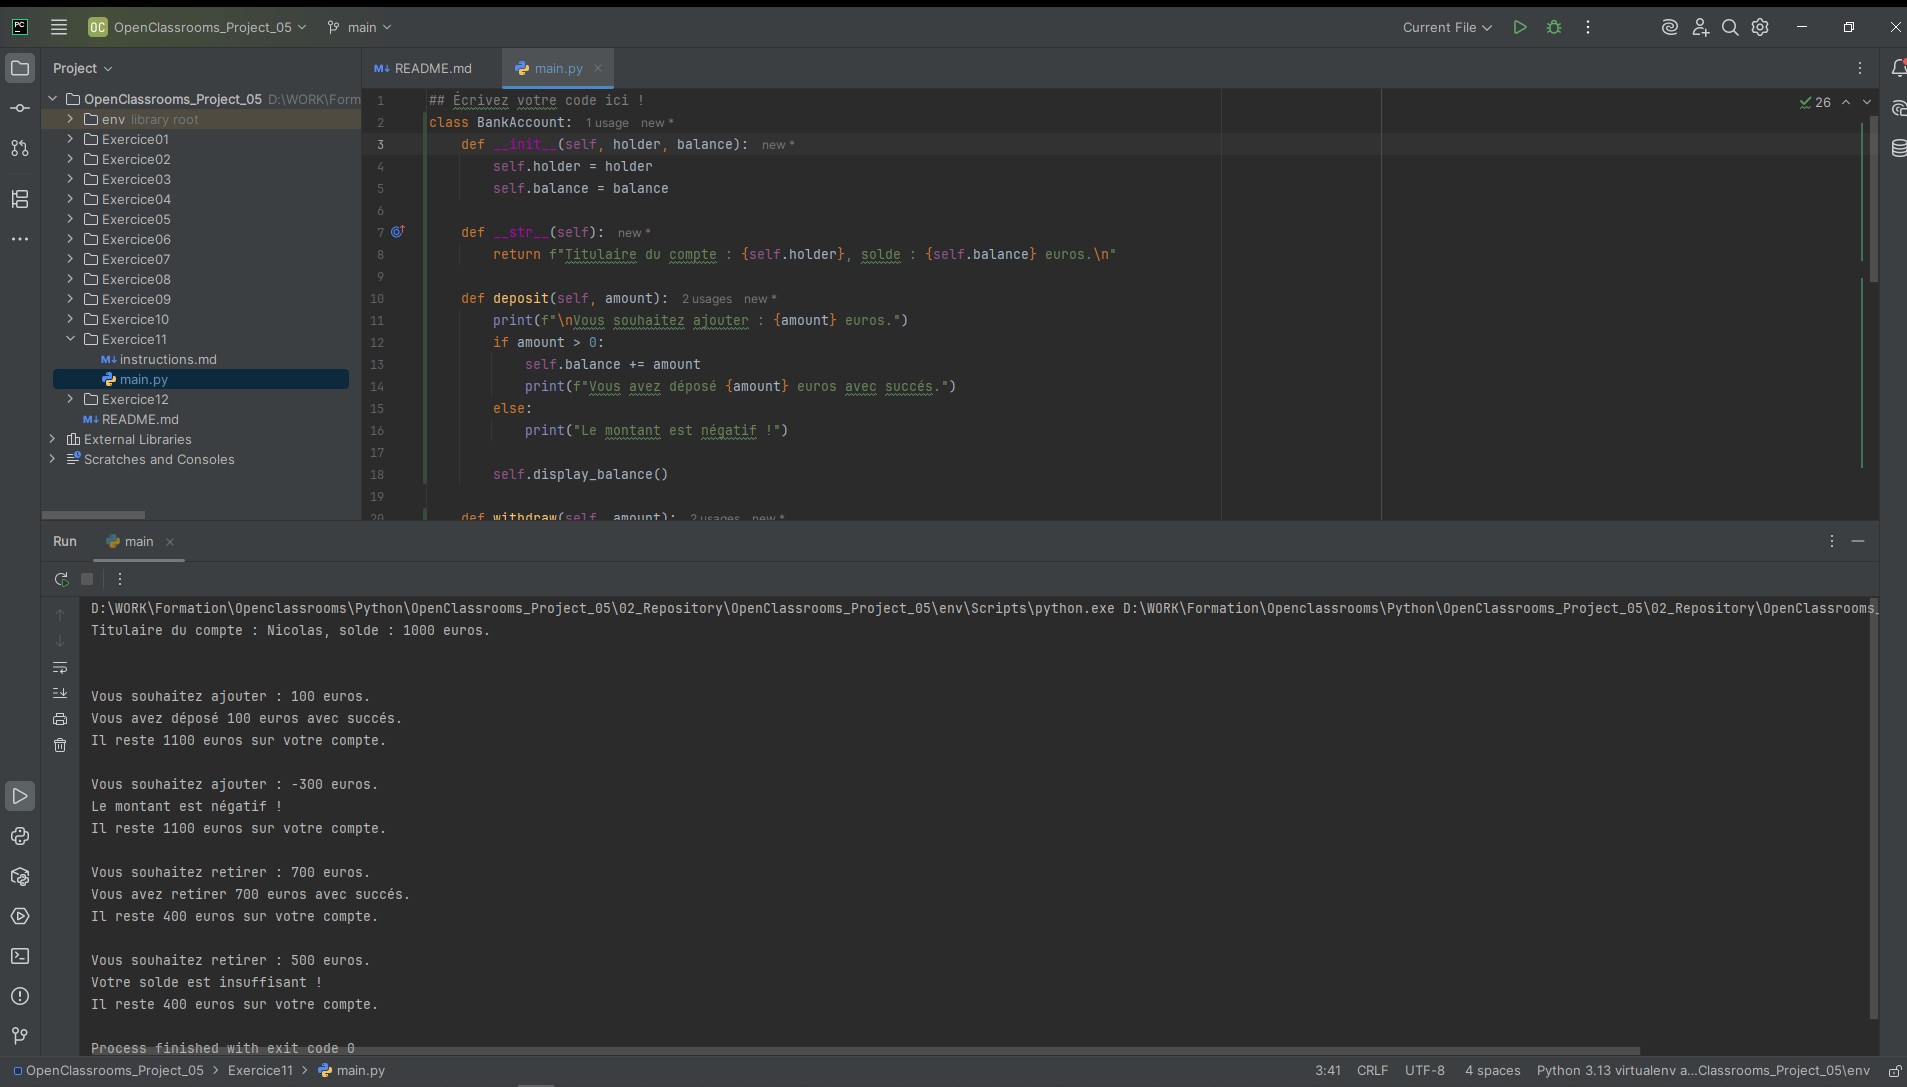 PC
OC OpenClassrooms_Project_05 main
Current File
Project
OpenClassrooms_Project_05 D:\WORK\Form
env library root
Exercice01
Exercice02
Exercice03
Exercice04
Exercice05
Exercice06
Exercice07
Exercice08
Exercice09
Exercice10
Exercice11
M↓ instructions.md
main.py
Exercice12
M↓ README.md
External Libraries
Scratches and Consoles
M↓ README.md main.py
26
1 ## Écrivez votre code ici !
2 class BankAccount: 1 usage new *
3 def __init__(self, holder, balance): new *
4 self.holder = holder
5 self.balance = balance
6
7 def __str__(self): new *
8 return f"Titulaire du compte : {self.holder}, solde : {self.balance} euros.\n"
9
10 def deposit(self, amount): 2 usages new *
11 print(f"\nVous souhaitez ajouter : {amount} euros.")
12 if amount > 0:
13 self.balance += amount
14 print(f"Vous avez déposé {amount} euros avec succés.")
15 else:
16 print("Le montant est négatif !")
17
18 self.display_balance()
19
20 def withdraw(self, amount): 2 usages new *
Run main
D:\WORK\Formation\Openclassrooms\Python\OpenClassrooms_Project_05\02_Repository\OpenClassrooms_Project_05\env\Scripts\python.exe D:\WORK\Formation\Openclassrooms\Python\OpenClassrooms_Project_05\02_Repository\OpenClassrooms_
Titulaire du compte : Nicolas, solde : 1000 euros.
Vous souhaitez ajouter : 100 euros.
Vous avez déposé 100 euros avec succés.
Il reste 1100 euros sur votre compte.
Vous souhaitez ajouter : -300 euros.
Le montant est négatif !
Il reste 1100 euros sur votre compte.
Vous souhaitez retirer : 700 euros.
Vous avez retirer 700 euros avec succés.
Il reste 400 euros sur votre compte.
Vous souhaitez retirer : 500 euros.
Votre solde est insuffisant !
Il reste 400 euros sur votre compte.
Process finished with exit code 0
OpenClassrooms_Project_05 > Exercice11 > main.py
3:41 CRLF UTF-8 4 spaces Python 3.13 virtualenv a...Classrooms_Project_05\env